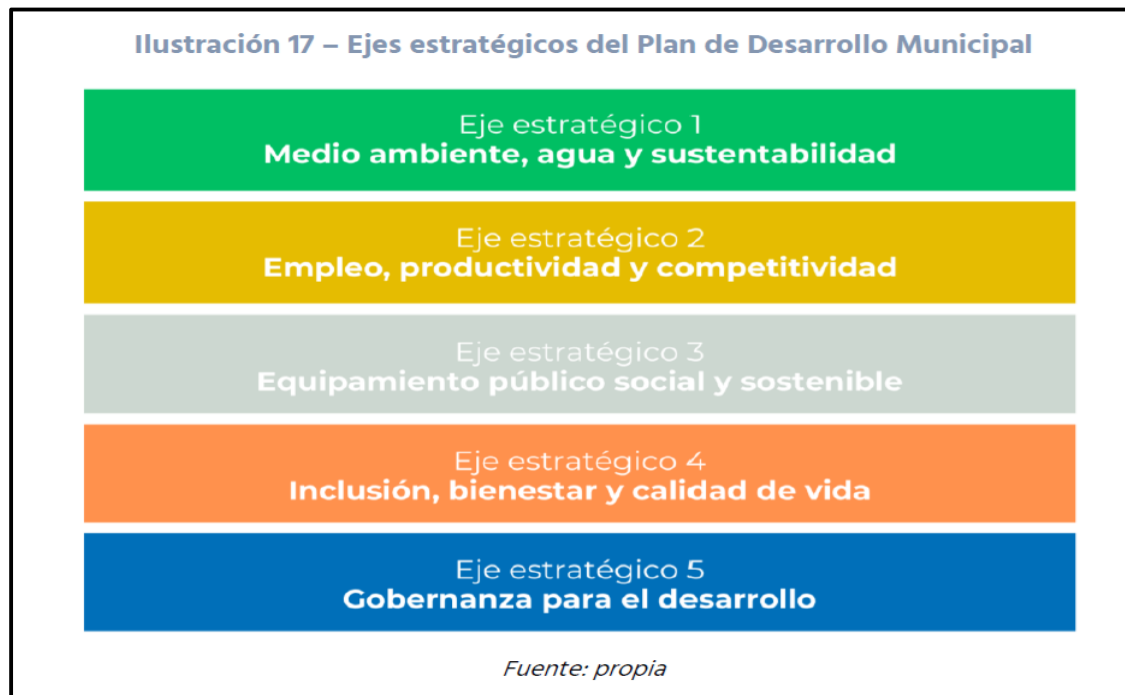 Ilustración 17 – Ejes estratégicos del Plan de Desarrollo Municipal
Eje estratégico 1
Medio ambiente, agua y sustentabilidad
Eje estratégico 2
Empleo, productividad y competitividad
Eje estratégico 3
Equipamiento público social y sostenible
Eje estratégico 4
Inclusión, bienestar y calidad de vida
Eje estratégico 5
Gobernanza para el desarrollo
Fuente: propia